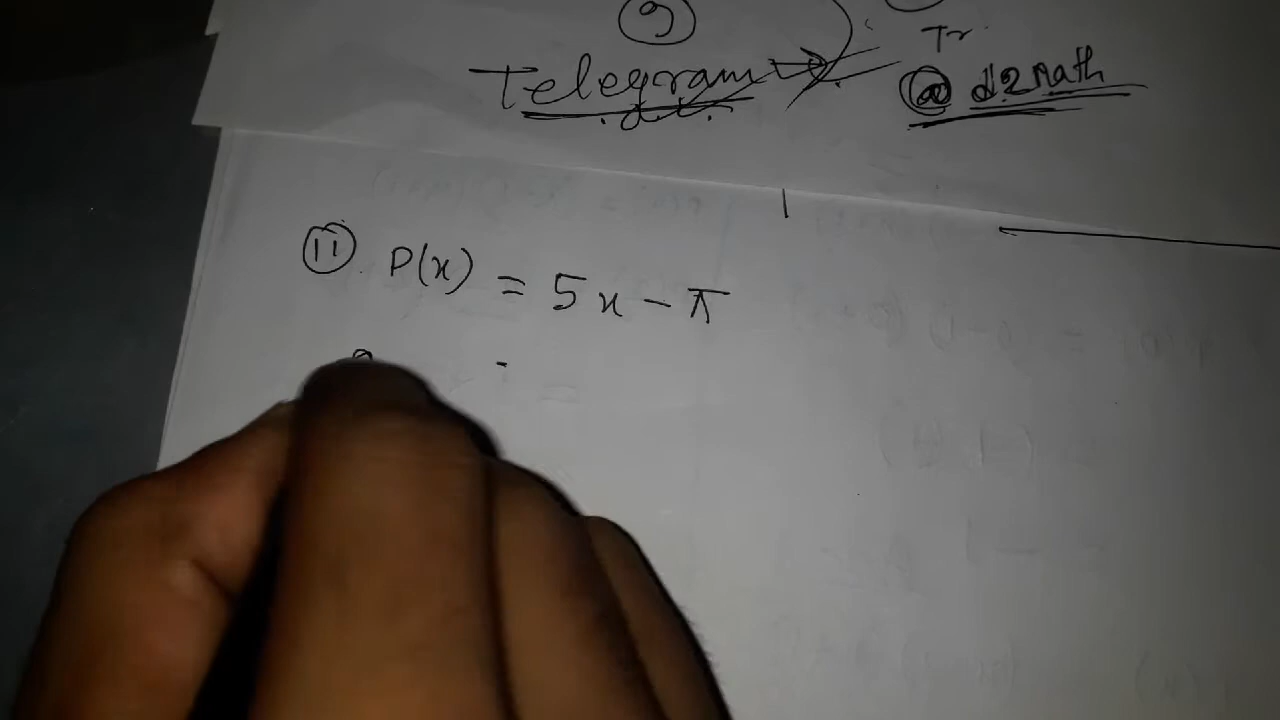 9
Tr
Telegram → @d2math
11 P(x) = 5x - π